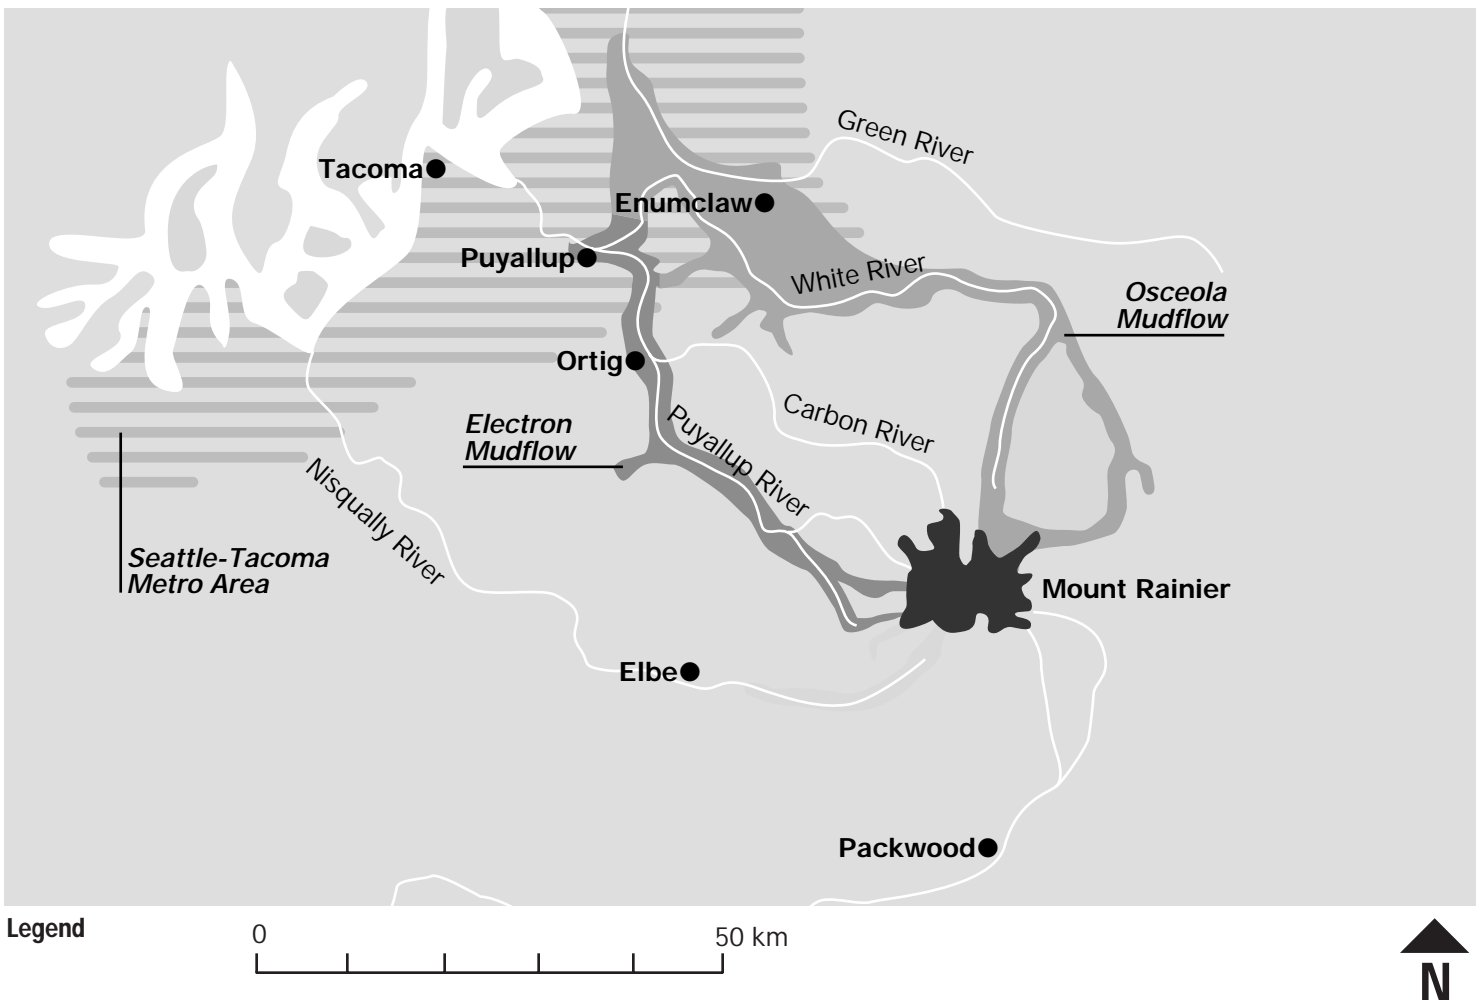 Green River
Tacoma
Enumclaw
Puyallup
White River
Osceola
Mudflow
Ortig
Carbon River
Electron
Mudflow
Puyallup River
Nisqually River
Seattle-Tacoma
Metro Area
Mount Rainier
Elbe
Packwood
Legend
0
50 km
N